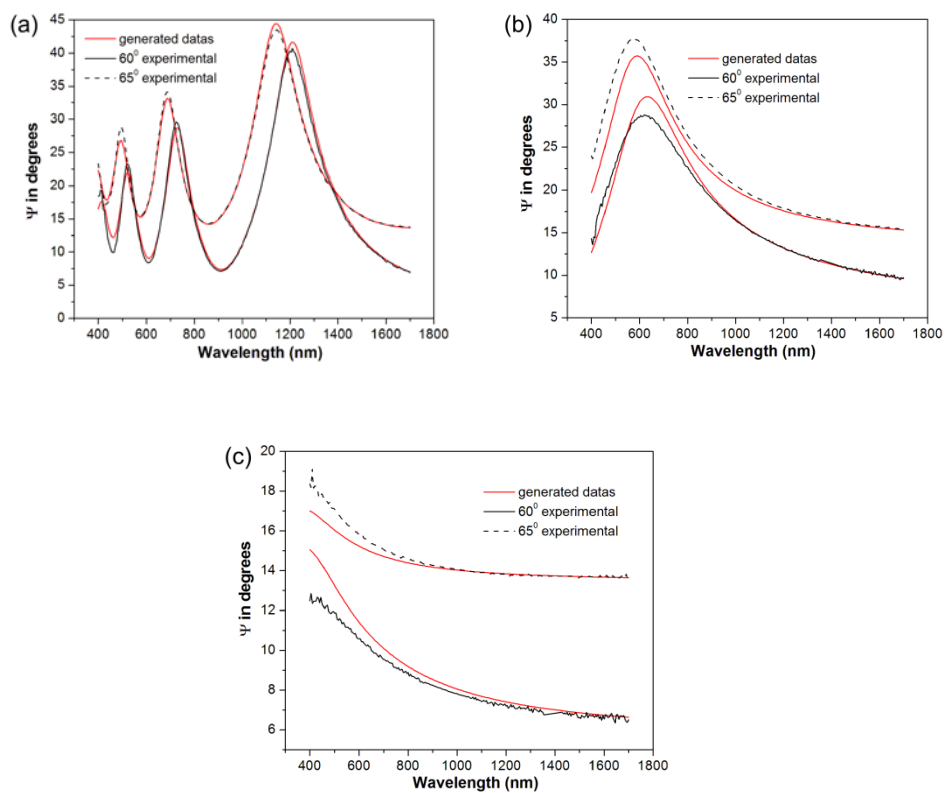 (a)
generated datas
60⁰ experimental
65⁰ experimental
Ψ in degrees
45
40
35
30
25
20
15
10
5
0
400 600 800 1000 1200 1400 1600 1800
Wavelength (nm)
(b)
generated datas
60⁰ experimental
65⁰ experimental
Ψ in degrees
40
35
30
25
20
15
10
5
400 600 800 1000 1200 1400 1600 1800
Wavelength (nm)
(c)
generated datas
60⁰ experimental
65⁰ experimental
Ψ in degrees
20
18
16
14
12
10
8
6
400 600 800 1000 1200 1400 1600 1800
Wavelength (nm)